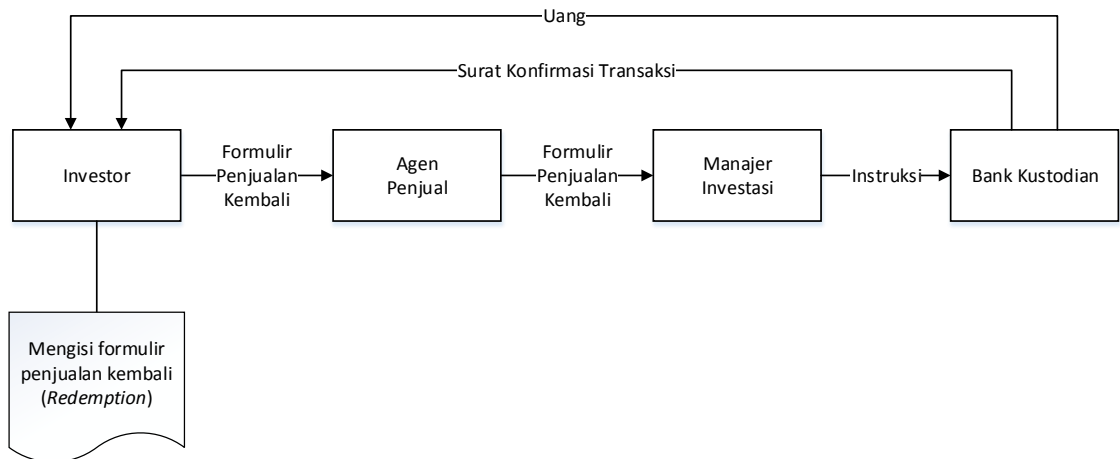 Uang
Surat Konfirmasi Transaksi
Investor
Formulir
Penjualan
Kembali
Agen
Penjual
Formulir
Penjualan
Kembali
Manajer
Investasi
Instruksi
Bank Kustodian
Mengisi formulir
penjualan kembali
(Redemption)